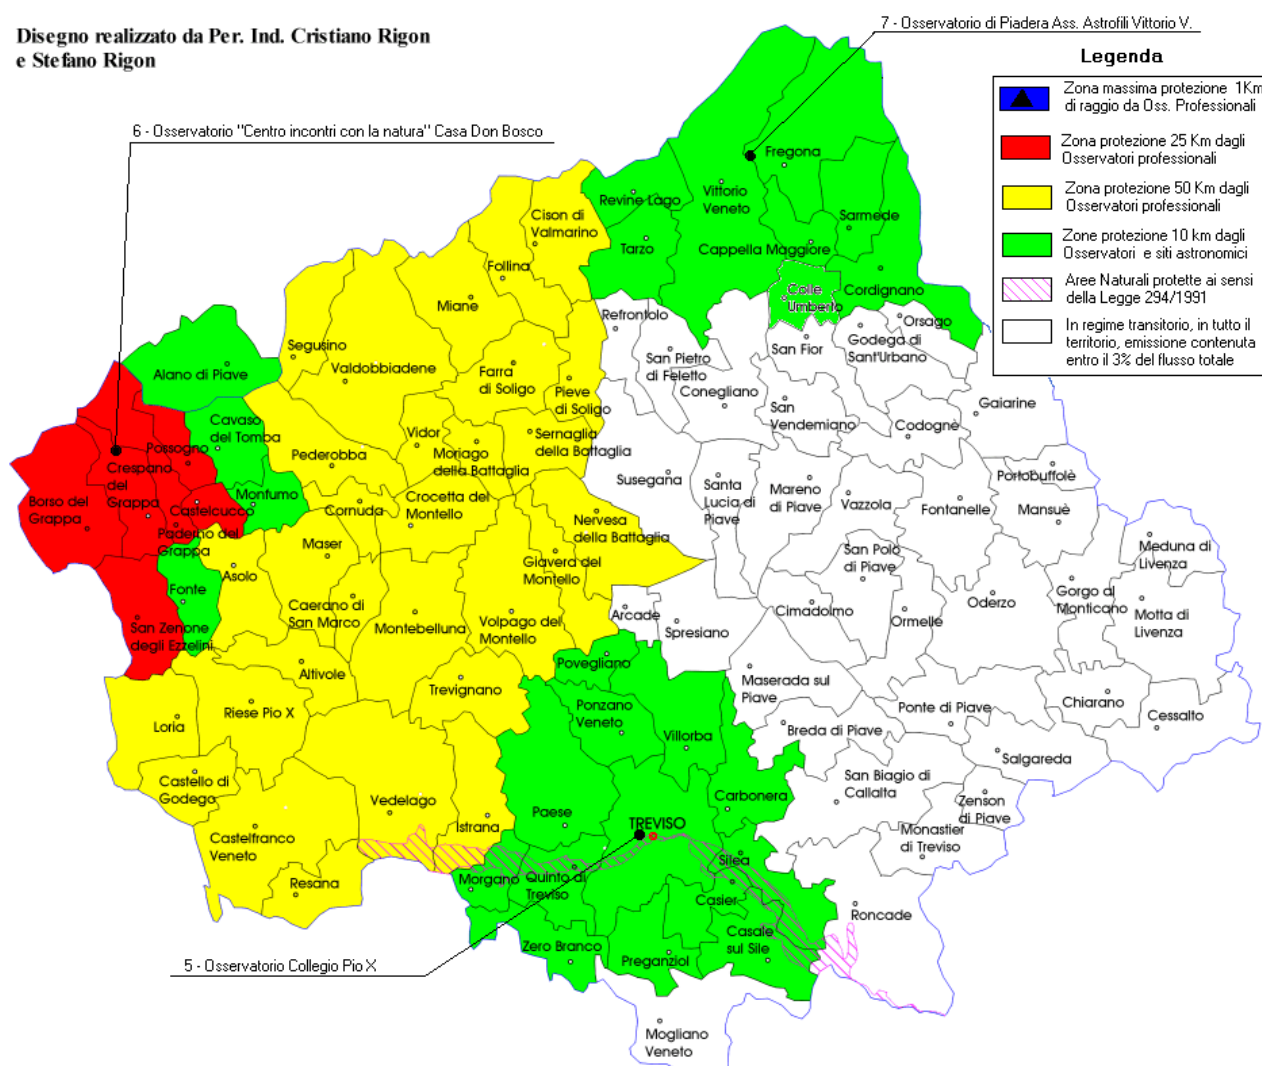 Disegno realizzato da Per. Ind. Cristiano Rigon
e Stefano Rigon
7 - Osservatorio di Piadera Ass. Astrofili Vittorio V.
Legenda
Zona massima protezione 1Km
di raggio da Oss. Professionali
Zona protezione 25 Km dagli
Osservatori professionali
Zona protezione 50 Km dagli
Osservatori professionali
Zone protezione 10 km dagli
Osservatori e siti astronomici
Aree Naturali protette ai sensi
della Legge 294/1991
In regime transitorio, in tutto il
territorio, emissione contenuta
entro il 3% del flusso totale
6 - Osservatorio "Centro incontri con la natura" Casa Don Bosco
Fregona
Vittorio
Veneto
Revine Lago
Cison di
Valmarino
Sarmede
Tarzo
Cappella Maggiore
Follina
Colle
Umberto
Cordignano
Miane
Refrontolo
Orsago
Godega di
Sant'Urbano
Segusino
San Fior
San Pietro
di Feletto
Valdobbiadene
Farra
di Soligo
Alano di Piave
Conegliano
Pieve
di Soligo
San
Vendemiano
Gaiarine
Cavaso
del Tomba
Codognè
Vidor
Sernaglia
della Battaglia
Possogno
Pederobba
Moriago
della Battaglia
Crespano
del
Grappa
Portobuffolè
Susegana
Santa
Lucia di
Piave
Mareno
di Piave
Borso del
Grappa
Monfumo
Crocetta del
Montello
Vazzola
Fontanelle
Mansuè
Castelcucco
Cornuda
Nervesa
della Battaglia
Paderno del
Grappa
Maser
Meduna di
Livenza
San Polo
di Piave
Giavera del
Montello
Asolo
Fonte
Gorgo al
Monticano
Caerano di
San Marco
Oderzo
Cimadolmo
Arcade
Motta di
Livenza
San Zenone
degli Ezzelini
Montebelluna
Volpago del
Montello
Spresiano
Ormelle
Povegliano
Altivole
Trevignano
Maserada sul
Piave
Chiarano
Riese Pio X
Ponzano
Veneto
Ponte di Piave
Cessalto
Loria
Villorba
Breda di Piave
Salgareda
Castello di
Godego
San Biagio di
Callalta
Carbonera
Vedelago
Zenson
di Piave
Paese
TREVISO
Istrana
Castelfranco
Veneto
Monastier
di Treviso
Silea
Resana
Morgano
Quinto di
Treviso
Casier
Roncade
Casale
sul Sile
Zero Branco
Preganziol
5 - Osservatorio Collegio Pio X
Mogliano
Veneto